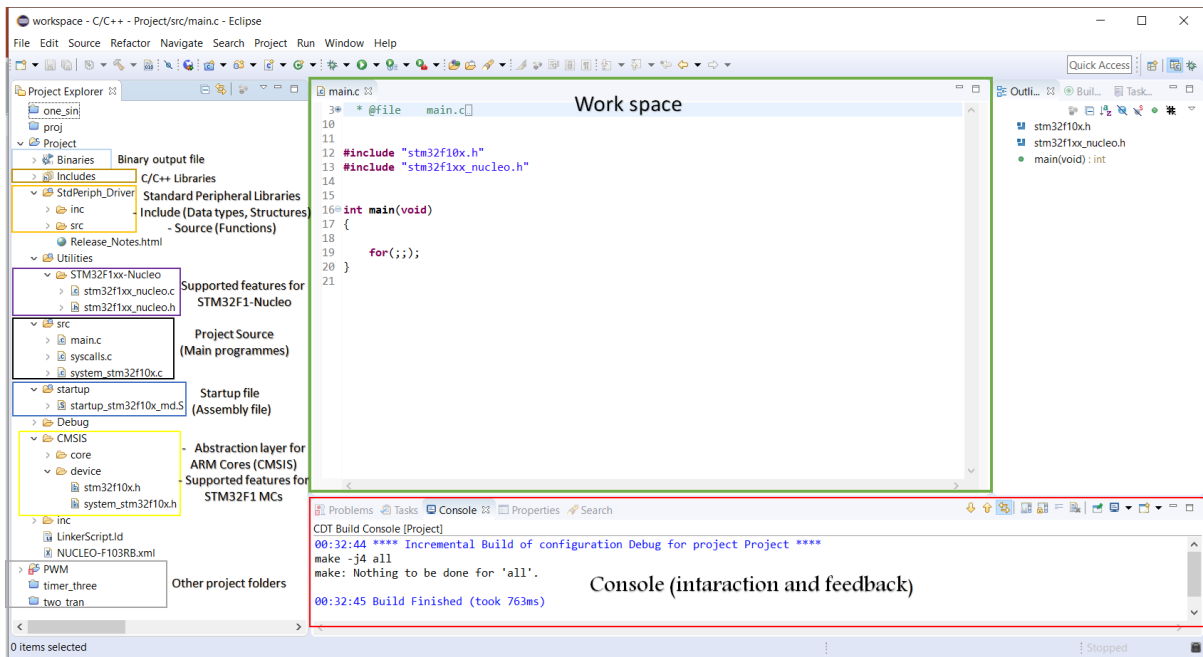 workspace - C/C++ - Project/src/main.c - Eclipse
File Edit Source Refactor Navigate Search Project Run Window Help
Quick Access
Project Explorer
one_sin
proj
Project
Binaries
Binary output file
Includes
C/C++ Libraries
StdPeriph_Driver
Standard Peripheral Libraries
inc
- Include (Data types, Structures)
src
- Source (Functions)
Release_Notes.html
Utilities
STM32F1xx-Nucleo
stm32f1xx_nucleo.c
stm32f1xx_nucleo.h
Supported features for
STM32F1-Nucleo
src
main.c
syscalls.c
system_stm32f10x.c
Project Source
(Main programmes)
startup
startup_stm32f10x_md.S
Startup file
(Assembly file)
Debug
CMSIS
core
device
stm32f10x.h
system_stm32f10x.h
- Abstraction layer for
ARM Cores (CMSIS)
- Supported features for
STM32F1 MCs
inc
LinkerScript.ld
NUCLEO-F103RB.xml
PWM
timer_three
two_tran
Other project folders
0 items selected
main.c
Work space
3 * @file main.c
10
11
12 #include "stm32f10x.h"
13 #include "stm32f1xx_nucleo.h"
14
15
16 int main(void)
17 {
18
19 for(;;);
20 }
21
Outli... Buil... Task...
stm32f10x.h
stm32f1xx_nucleo.h
main(void) : int
Problems Tasks Console Properties Search
CDT Build Console [Project]
00:32:44 **** Incremental Build of configuration Debug for project Project ****
make -j4 all
make: Nothing to be done for 'all'.
00:32:45 Build Finished (took 763ms)
Console (intaraction and feedback)
Stopped